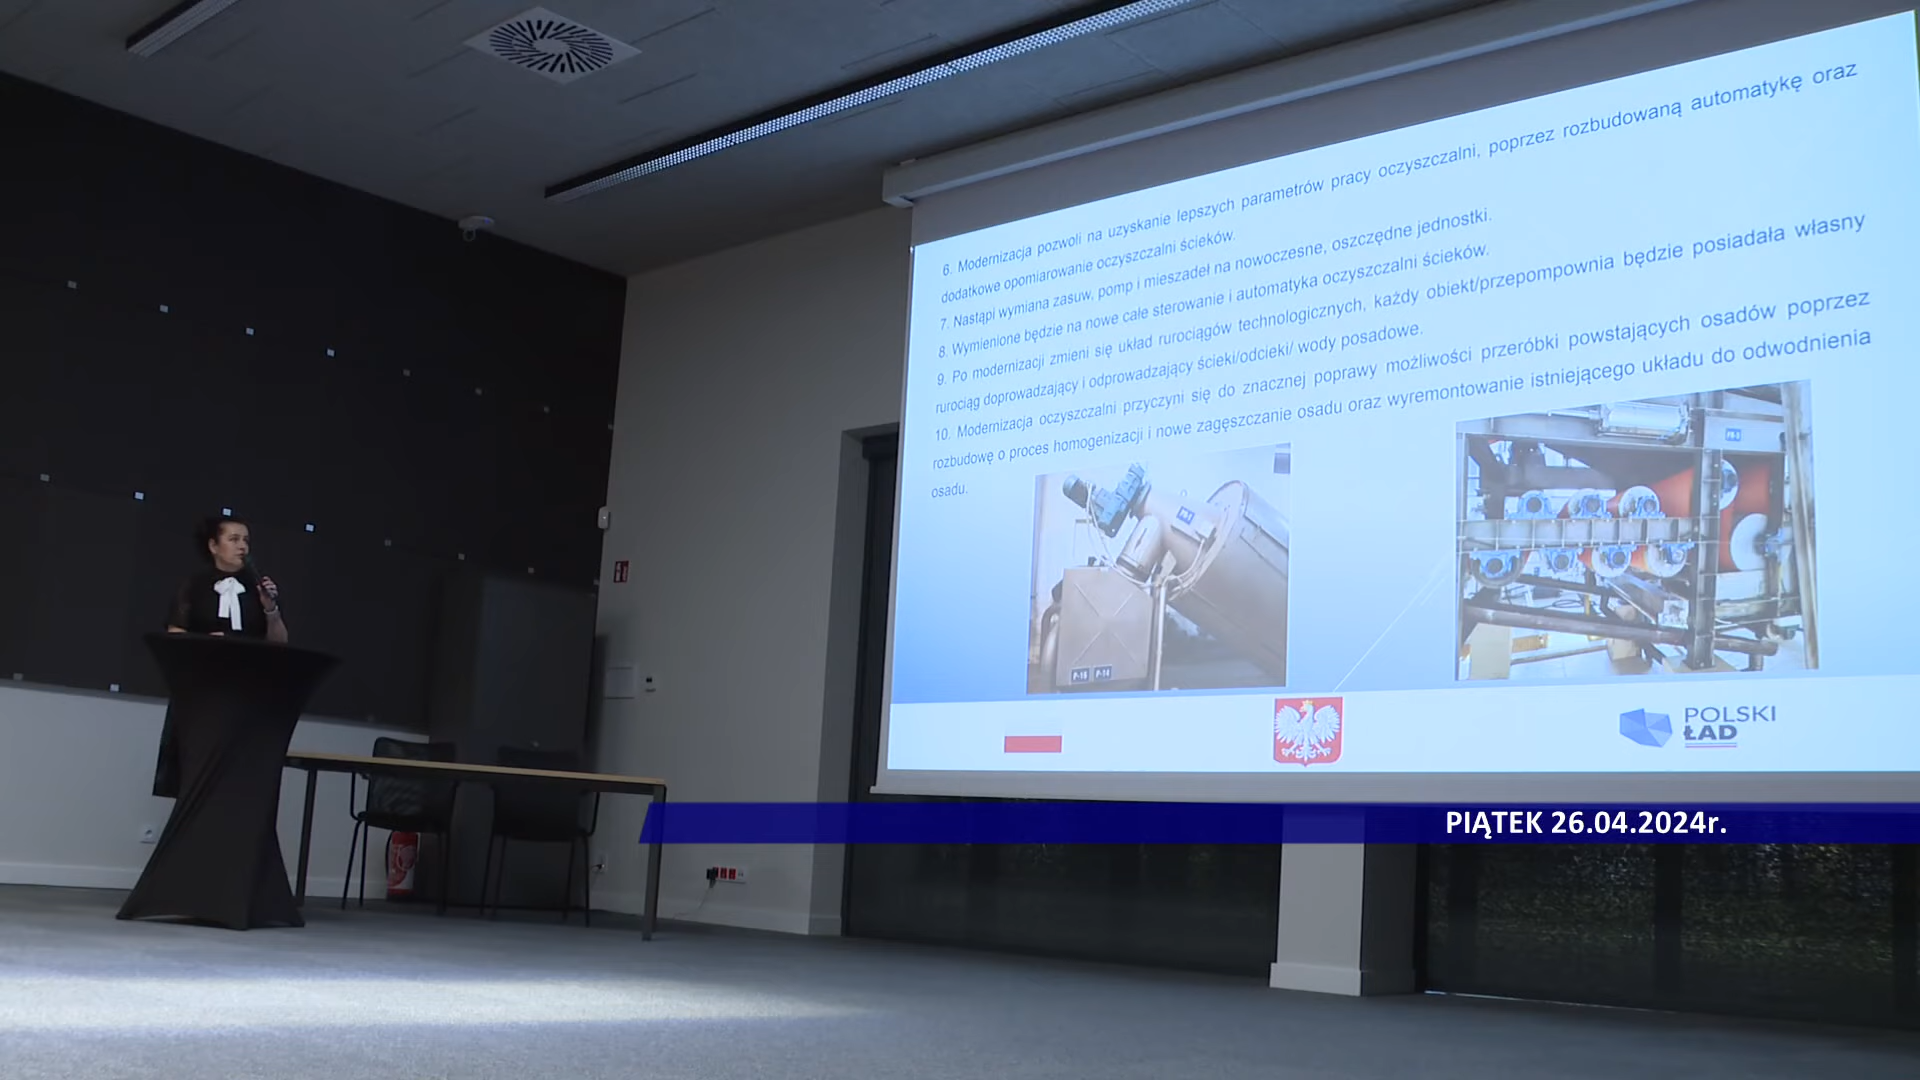 6. Modernizacja pozwoli na uzyskanie lepszych parametrów pracy oczyszczalni, poprzez rozbudowaną automatykę oraz
dodatkowe opomiarowanie oczyszczalni ścieków.
7. Nastąpi wymiana zasuw, pomp i mieszadeł na nowoczesne, oszczędne jednostki.
8. Wymienione będzie na nowe całe sterowanie i automatyka oczyszczalni ścieków.
9. Po modernizacji zmieni się układ rurociągów technologicznych, każdy obiekt/przepompownia będzie posiadała własny
rurociąg doprowadzający i odprowadzający ścieki/odcieki/ wody posadowe.
10. Modernizacja oczyszczalni przyczyni się do znacznej poprawy możliwości przeróbki powstających osadów poprzez
rozbudowę o proces homogenizacji i nowe zagęszczanie osadu oraz wyremontowanie istniejącego układu do odwodnienia
osadu.
POLSKI
ŁAD
PIĄTEK 26.04.2024r.